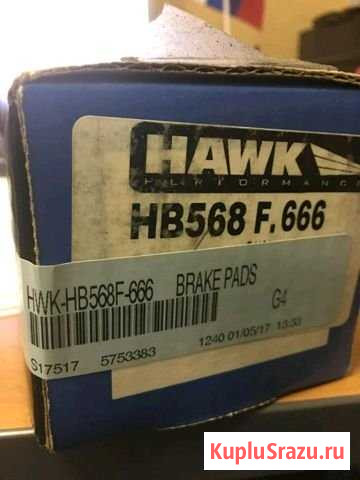 HAWK
PERFORMANCE
HB568 F.666
HWK-HB568F-666 BRAKE PADS
G4
S17517 5753383 1240 01/05/17 13:53
KupluSrazu.ru